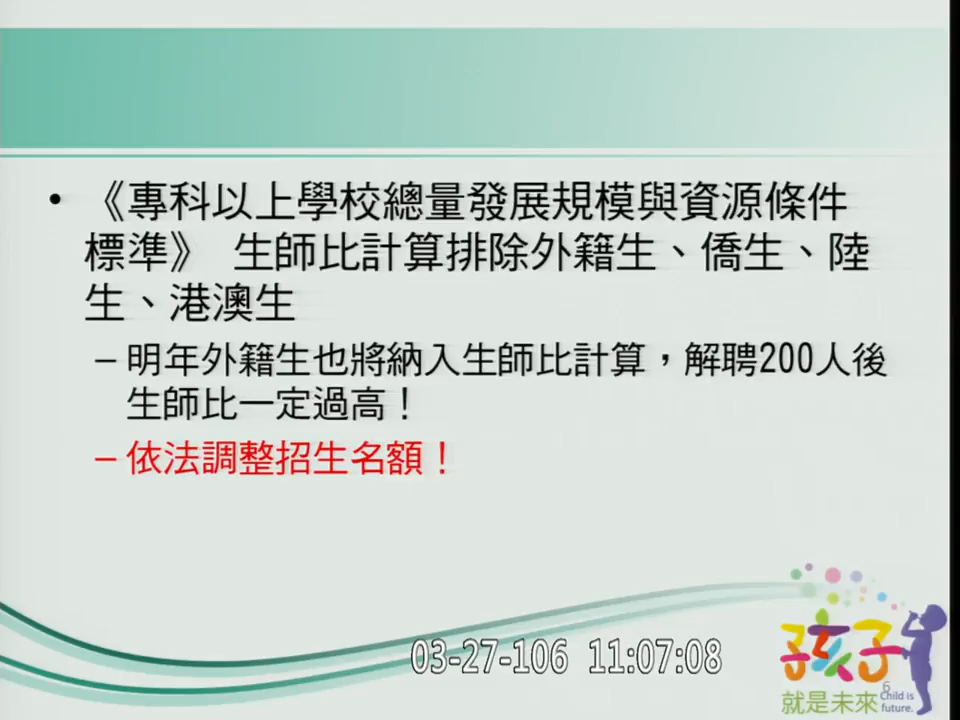 • 《專科以上學校總量發展規模與資源條件
標準》 生師比計算排除外籍生、僑生、陸
生、港澳生
– 明年外籍生也將納入生師比計算，解聘200人後
生師比一定過高！
– 依法調整招生名額！
03-27-106 11:07:08
孩子
就是未來
Child is
future.
6